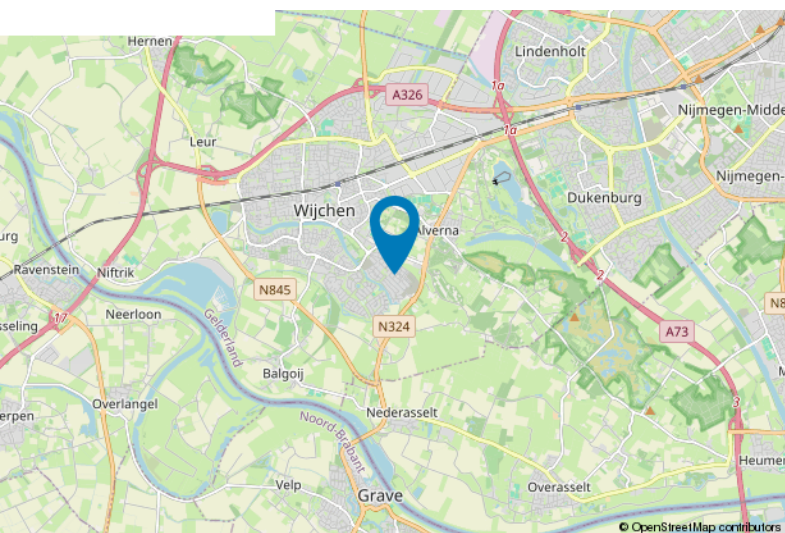 Hernen
Lindenholt
1a
A326
Nijmegen-Midde
1a
Leur
Nijmegen-
Dukenburg
Wijchen
Alverna
urg
2
Ravenstein
Niftrik
2
N845
N8
Neerloon
sseling
17
Gelderland
N324
A73
Balgoij
Overlangel
3
erpen
Nederasselt
Noord-Brabant
Heumen
Velp
Overasselt
Grave
© OpenStreetMap contributors